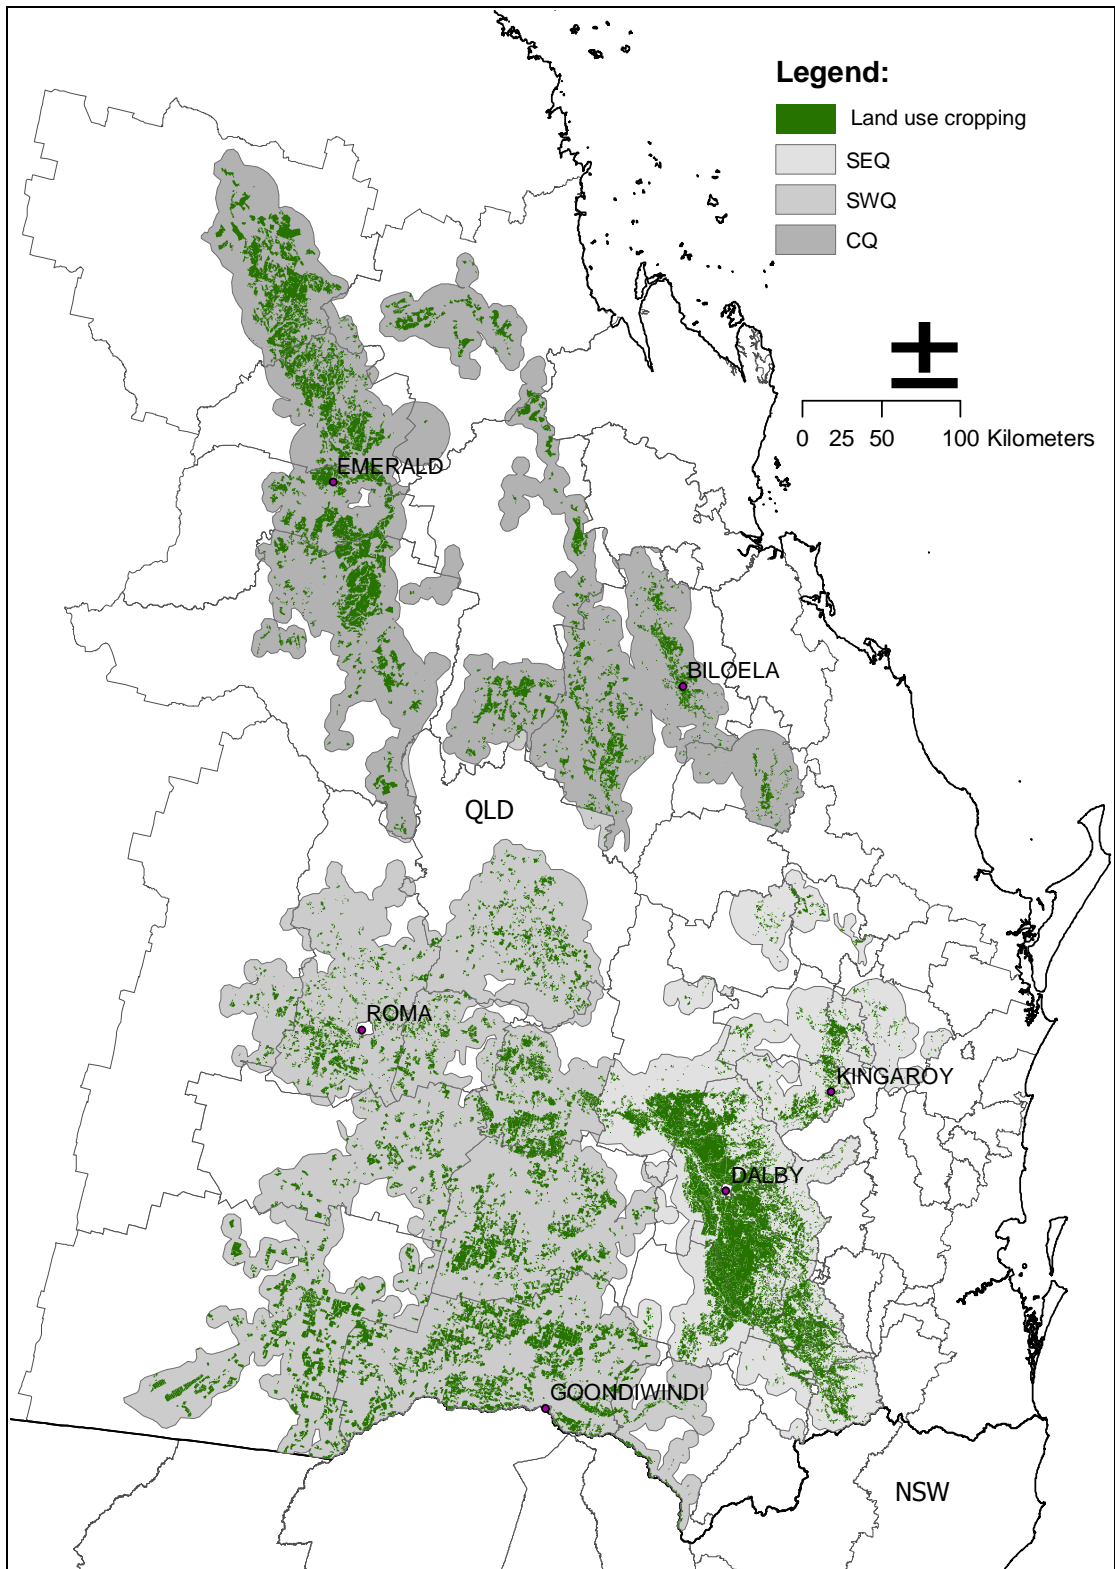 Legend:
Land use cropping
SEQ
SWQ
CQ
0 25 50 100 Kilometers
EMERALD
BILOELA
QLD
ROMA
KINGAROY
DALBY
GOONDIWINDI
NSW